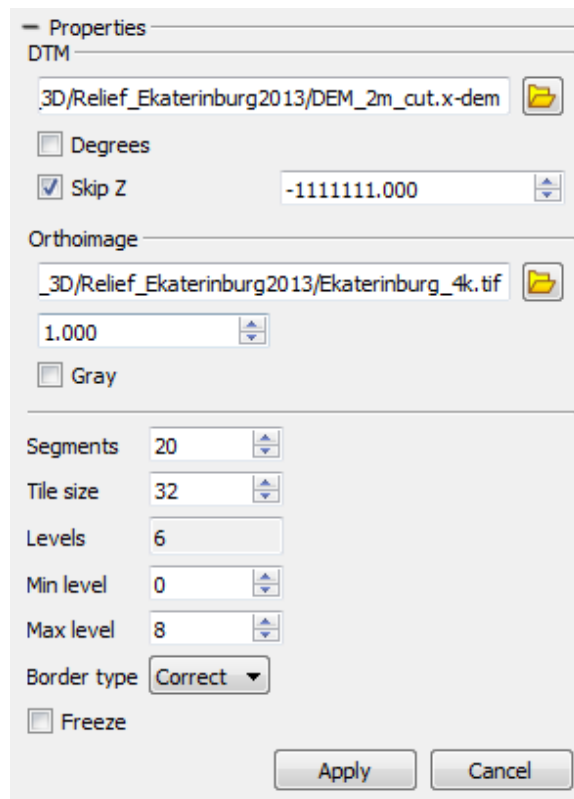 Properties
DTM
_3D/Relief_Ekaterinburg2013/DEM_2m_cut.x-dem
Degrees
Skip Z -1111111.000
Orthoimage
_3D/Relief_Ekaterinburg2013/Ekaterinburg_4k.tif
1.000
Gray
Segments 20
Tile size 32
Levels 6
Min level 0
Max level 8
Border type Correct
Freeze
Apply Cancel